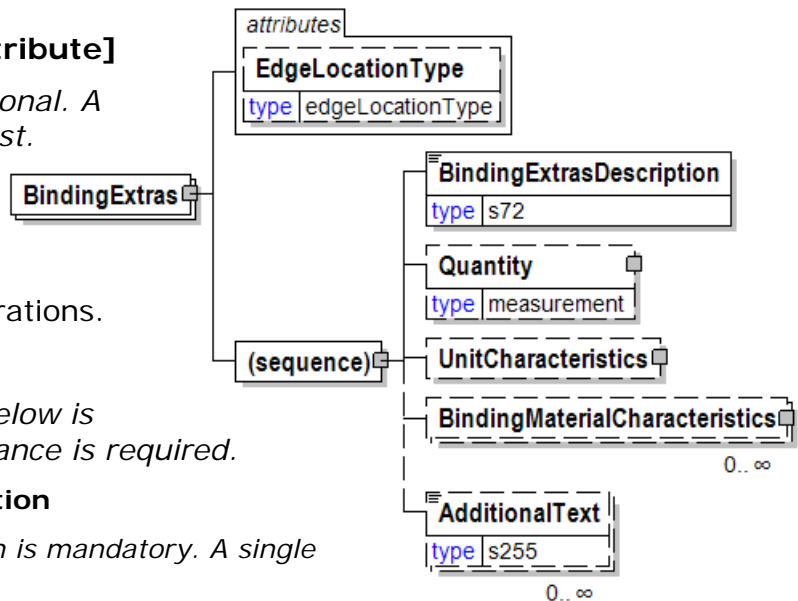 tribute]
onal. A
st.
rations.
elow is
ance is required.
tion
n is mandatory. A single
BindingExtras
attributes
EdgeLocationType
type edgeLocationType
(sequence)
BindingExtrasDescription
type s72
Quantity
type measurement
UnitCharacteristics
BindingMaterialCharacteristics
0.. ∞
AdditionalText
type s255
0.. ∞